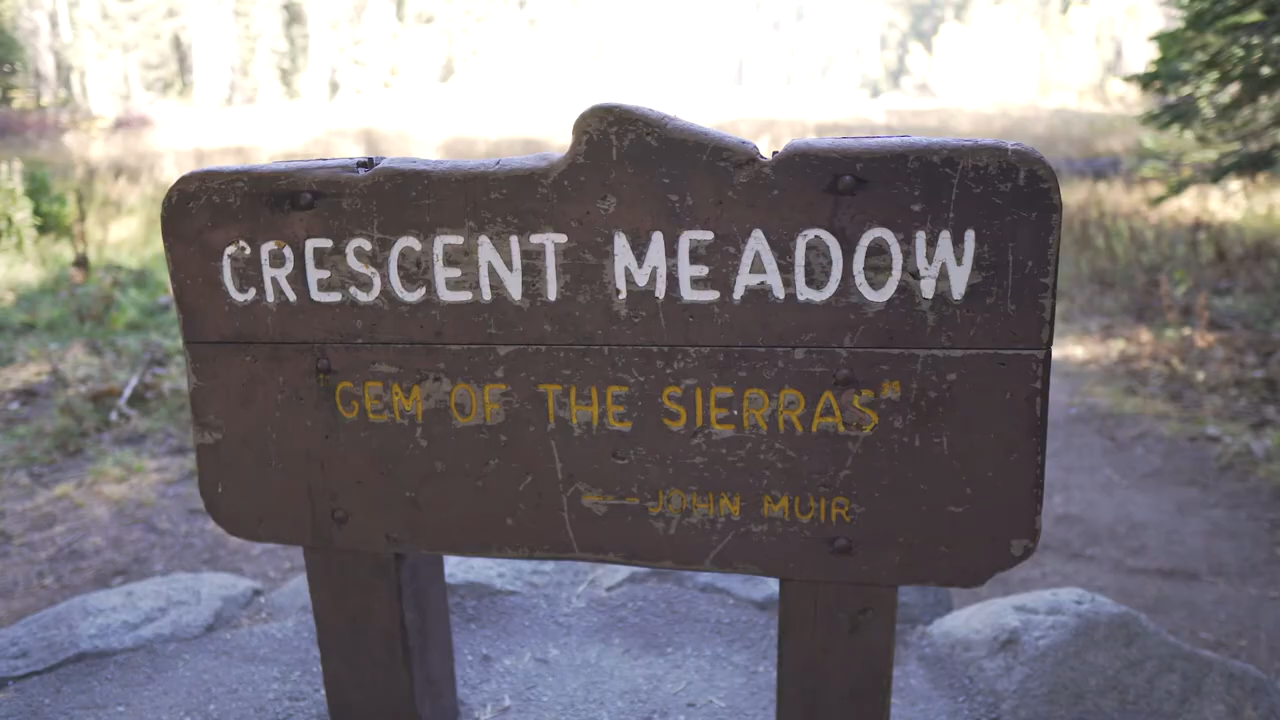 CRESCENT MEADOW
"GEM OF THE SIERRAS"
— JOHN MUIR